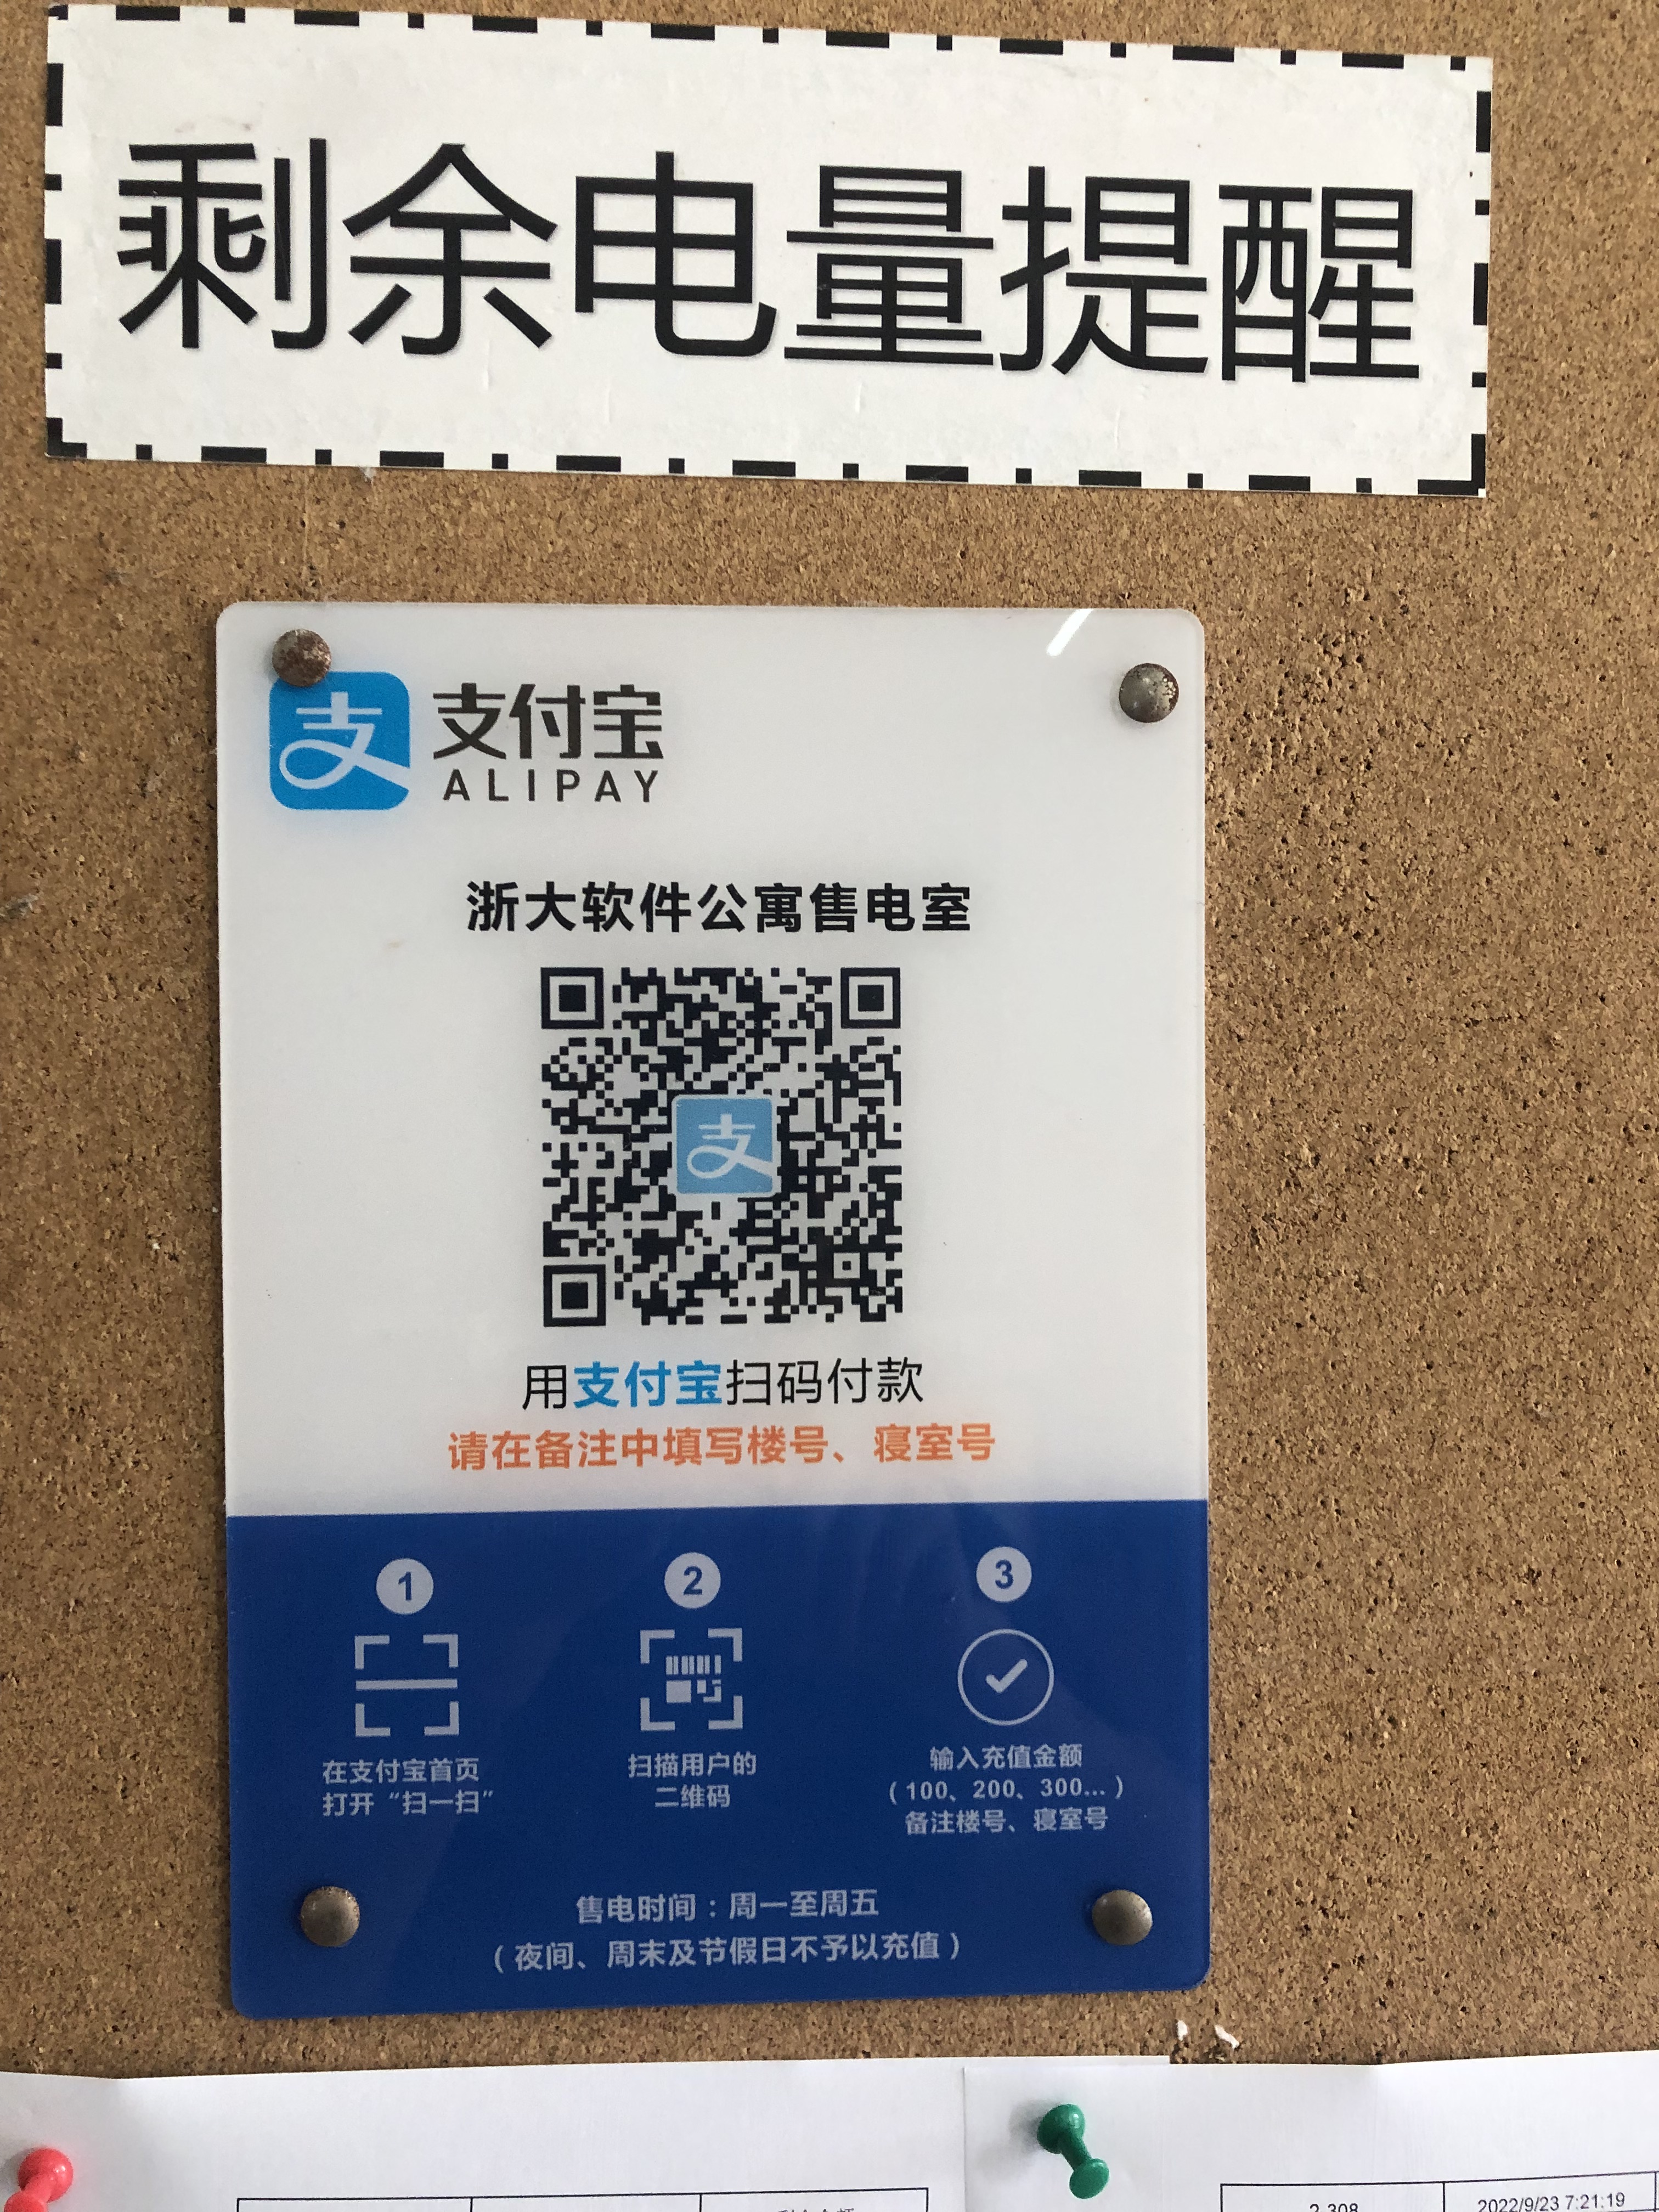 剩余电量提醒
支 支付宝
ALIPAY
浙大软件公寓售电室
支
用支付宝扫码付款
请在备注中填写楼号、寝室号
1 2 3
在支付宝首页
打开“扫一扫”
扫描用户的
二维码
输入充值金额
（100、200、300...）
备注楼号、寝室号
售电时间：周一至周五
（夜间、周末及节假日不予以充值）
2-308 2022/9/23 7:21:19